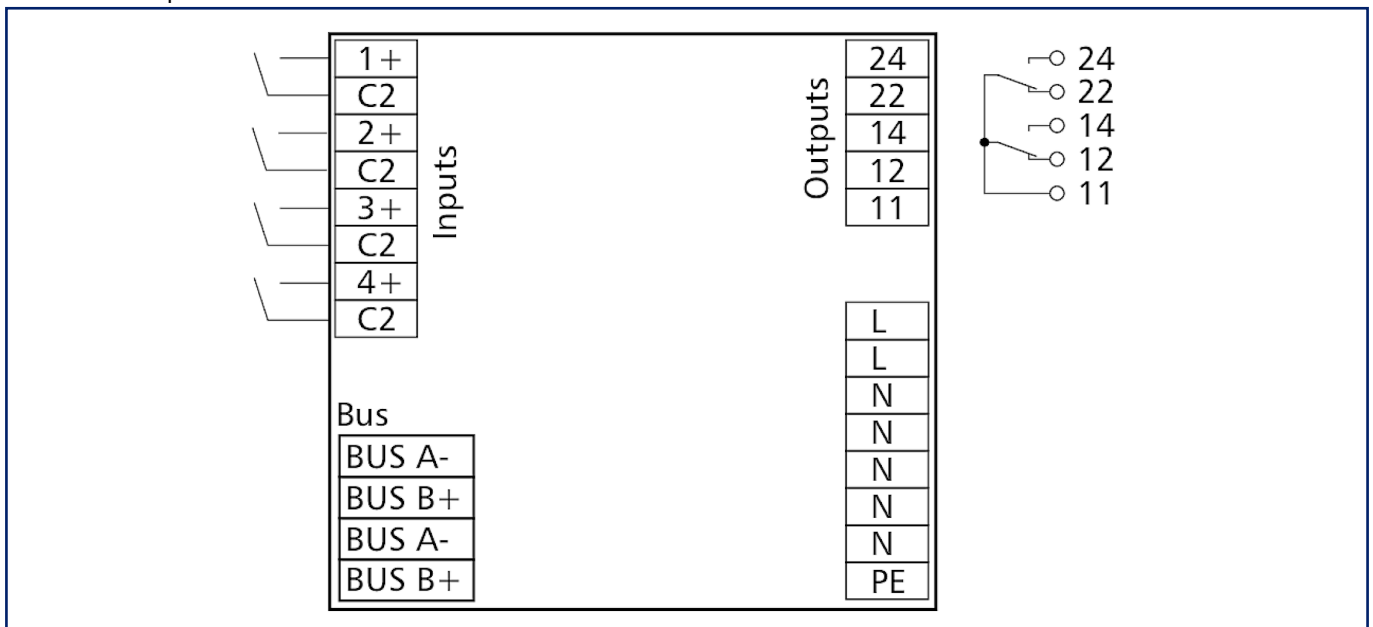 1+
C2
2+
C2
3+
C2
4+
C2
Inputs
Bus
BUS A-
BUS B+
BUS A-
BUS B+
Outputs
24
22
14
12
11
L
L
N
N
N
N
N
PE
24
22
14
12
11